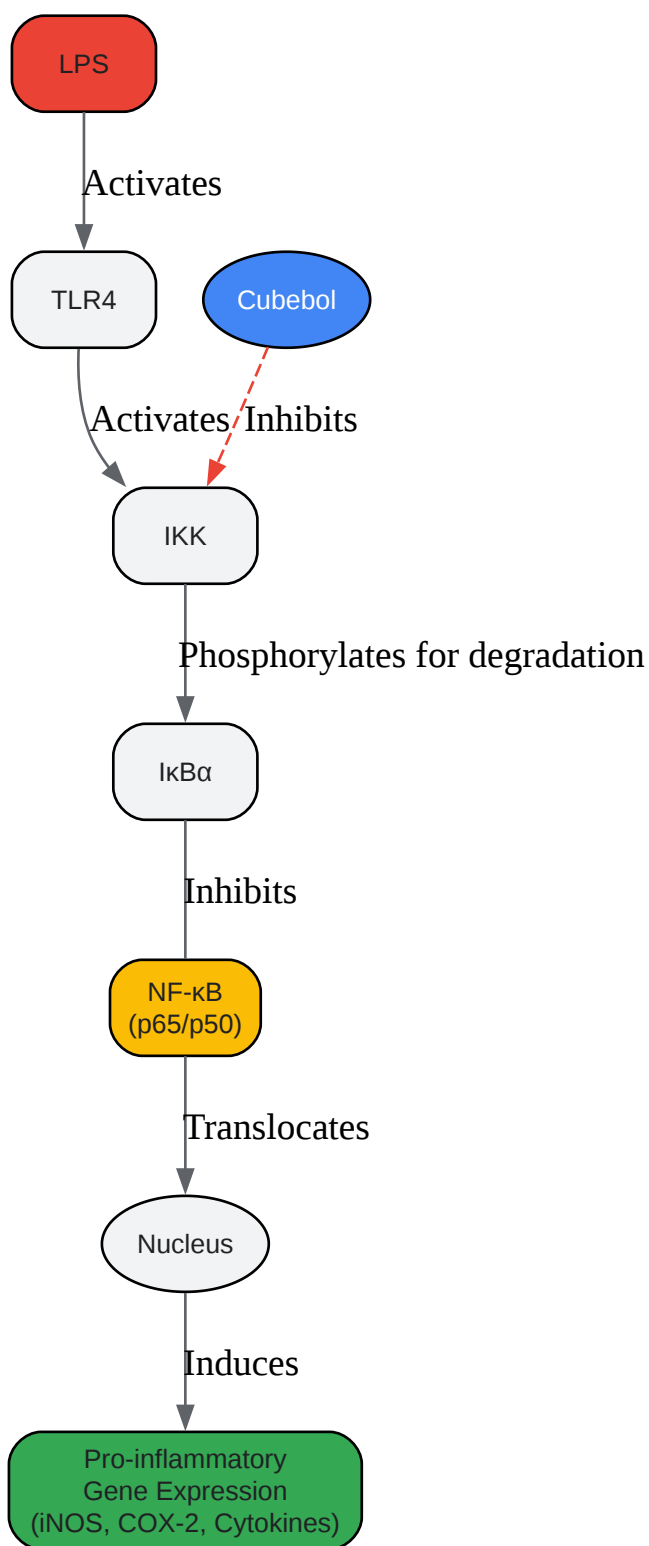 LPS
Activates
TLR4
Cubebol
Activates
Inhibits
IKK
Phosphorylates for degradation
IκBα
Inhibits
NF-κB
(p65/p50)
Translocates
Nucleus
Induces
Pro-inflammatory
Gene Expression
(iNOS, COX-2, Cytokines)